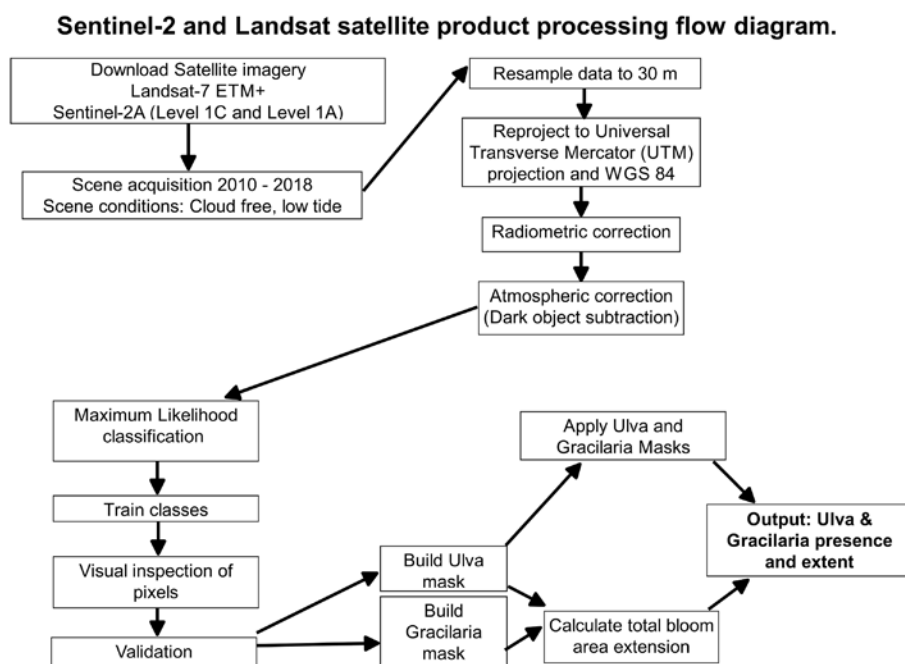 Sentinel-2 and Landsat satellite product processing flow diagram.
Download Satellite imagery
Landsat-7 ETM+
Sentinel-2A (Level 1C and Level 1A)
Scene acquisition 2010 - 2018
Scene conditions: Cloud free, low tide
Resample data to 30 m
Reproject to Universal
Transverse Mercator (UTM)
projection and WGS 84
Radiometric correction
Atmospheric correction
(Dark object subtraction)
Maximum Likelihood
classification
Train classes
Visual inspection of
pixels
Validation
Build Ulva
mask
Build
Gracilaria
mask
Apply Ulva and
Gracilaria Masks
Calculate total bloom
area extension
Output: Ulva &
Gracilaria presence
and extent